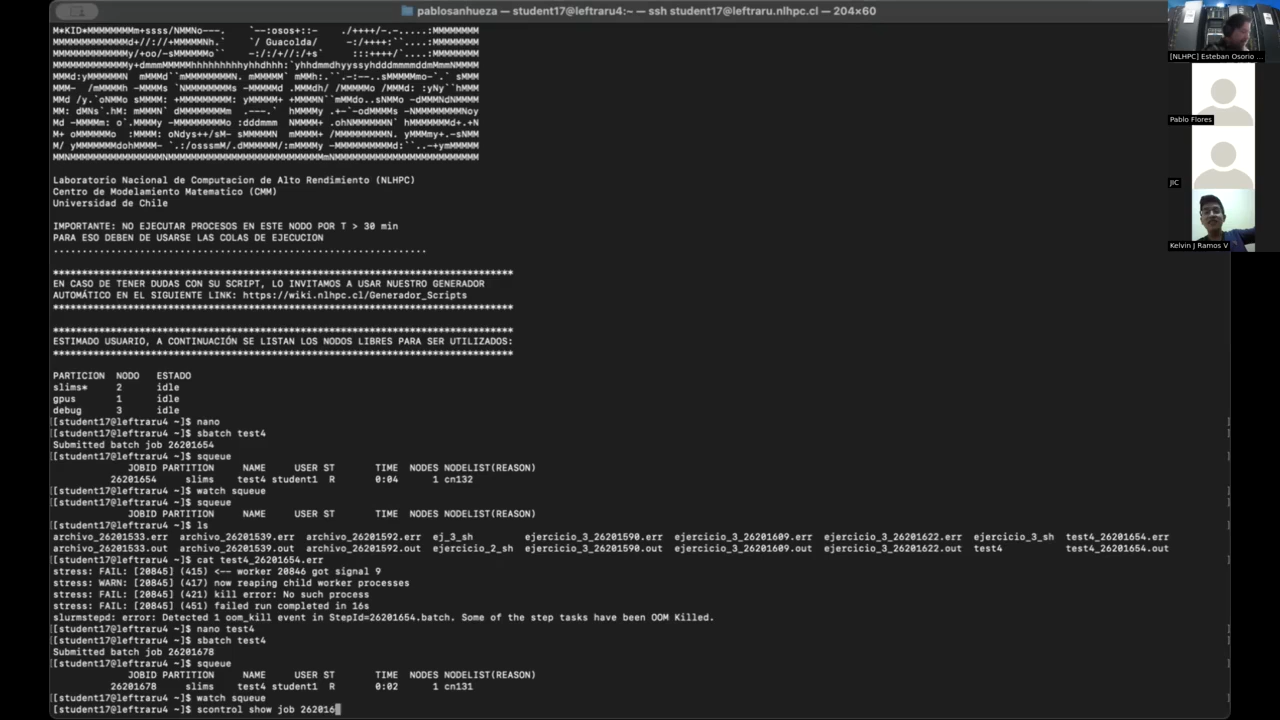 pablosanhueza — student17@leftraru4:~ — ssh student17@leftraru.nlhpc.cl — 204×60
/ Guacolda/
Laboratorio Nacional de Computacion de Alto Rendimiento (NLHPC)
Centro de Modelamiento Matematico (CMM)
Universidad de Chile
IMPORTANTE: NO EJECUTAR PROCESOS EN ESTE NODO POR T > 30 min
PARA ESO DEBEN DE USARSE LAS COLAS DE EJECUCION
EN CASO DE TENER DUDAS CON SU SCRIPT, LO INVITAMOS A USAR NUESTRO GENERADOR
AUTOMÁTICO EN EL SIGUIENTE LINK: https://wiki.nlhpc.cl/Generador_Scripts
ESTIMADO USUARIO, A CONTINUACIÓN SE LISTAN LOS NODOS LIBRES PARA SER UTILIZADOS:
PARTICION NODO ESTADO
slims* 2 idle
gpus 1 idle
debug 3 idle
[[student17@leftraru4 ~]$ nano
[[student17@leftraru4 ~]$ sbatch test4
Submitted batch job 26201654
[[student17@leftraru4 ~]$ squeue
JOBID PARTITION NAME USER ST TIME NODES NODELIST(REASON)
26201654 slims test4 student1 R 0:04 1 cn132
[[student17@leftraru4 ~]$ watch squeue
[[student17@leftraru4 ~]$ squeue
JOBID PARTITION NAME USER ST TIME NODES NODELIST(REASON)
[[student17@leftraru4 ~]$ ls
archivo_26201533.err archivo_26201539.err archivo_26201592.err ej_3_sh ejercicio_3_26201590.err ejercicio_3_26201609.err ejercicio_3_26201622.err ejercicio_3_sh test4_26201654.err
archivo_26201533.out archivo_26201539.out archivo_26201592.out ejercicio_2_sh ejercicio_3_26201590.out ejercicio_3_26201609.out ejercicio_3_26201622.out test4 test4_26201654.out
[[student17@leftraru4 ~]$ cat test4_26201654.err
stress: FAIL: [20845] (415) <-- worker 20846 got signal 9
stress: WARN: [20845] (417) now reaping child worker processes
stress: FAIL: [20845] (421) kill error: No such process
stress: FAIL: [20845] (451) failed run completed in 16s
slurmstepd: error: Detected 1 oom_kill event in StepId=26201654.batch. Some of the step tasks have been OOM Killed.
[[student17@leftraru4 ~]$ nano test4
[[student17@leftraru4 ~]$ sbatch test4
Submitted batch job 26201678
[[student17@leftraru4 ~]$ squeue
JOBID PARTITION NAME USER ST TIME NODES NODELIST(REASON)
26201678 slims test4 student1 R 0:02 1 cn131
[[student17@leftraru4 ~]$ watch squeue
[[student17@leftraru4 ~]$ scontrol show job 262016
[NLHPC] Esteban Osorio ...
Pablo Flores
JIC
Kelvin J Ramos V